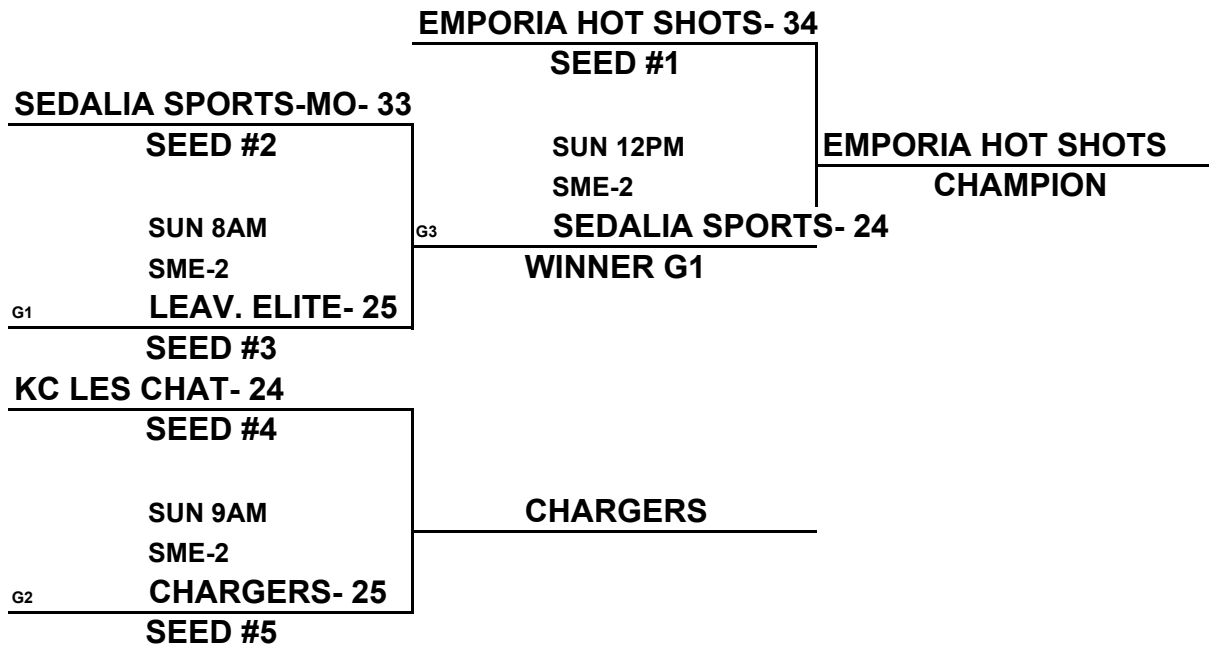 EMPORIA HOT SHOTS- 34
SEED #1
SEDALIA SPORTS-MO- 33
SEED #2
SUN 12PM
EMPORIA HOT SHOTS
SME-2
CHAMPION
SUN 8AM
G3 SEDALIA SPORTS- 24
SME-2
WINNER G1
G1 LEAV. ELITE- 25
SEED #3
KC LES CHAT- 24
SEED #4
SUN 9AM
CHARGERS
SME-2
G2 CHARGERS- 25
SEED #5